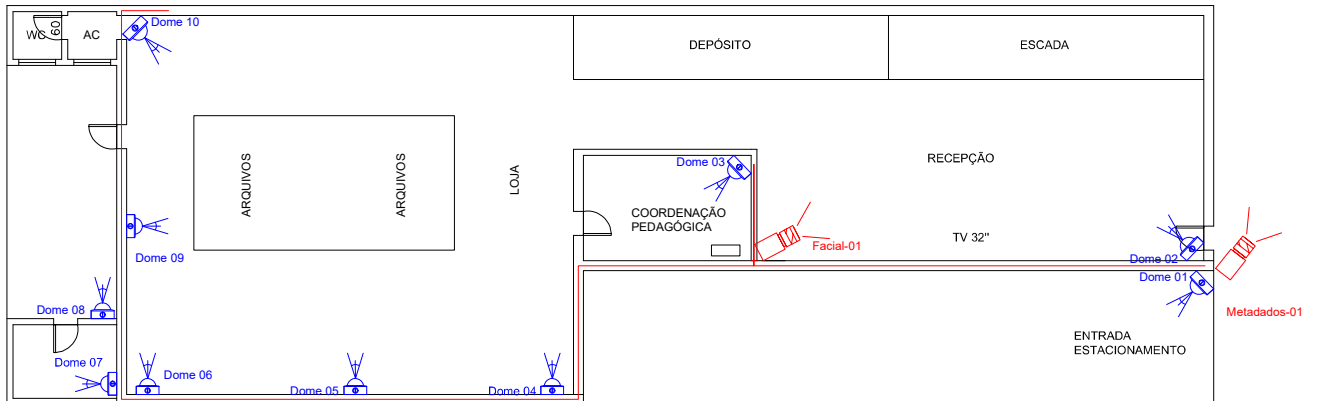 Dome 10
WC
60
AC
DEPÓSITO
ESCADA
ARQUIVOS
ARQUIVOS
LOJA
Dome 03
RECEPÇÃO
COORDENAÇÃO
PEDAGÓGICA
Facial-01
TV 32"
Dome 02
Dome 09
Dome 01
Dome 08
Metadados-01
ENTRADA
ESTACIONAMENTO
Dome 07
Dome 06
Dome 05
Dome 04